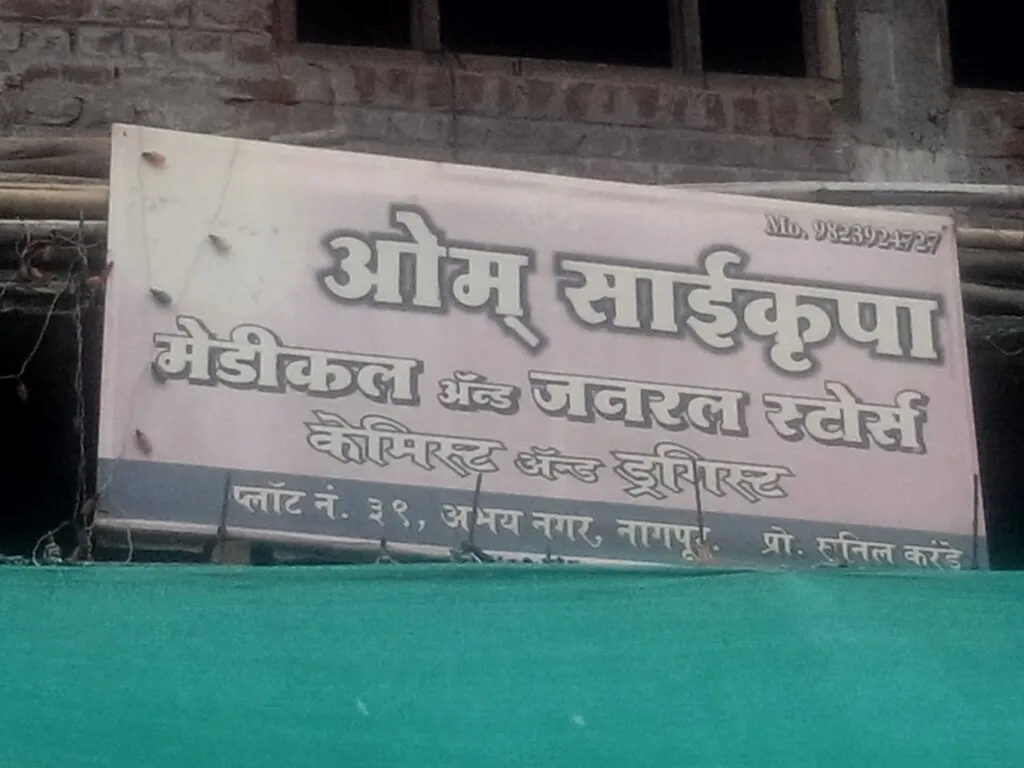 Mo. 9823924727
ओम् साईकृपा
मेडीकल ॲन्ड जनरल स्टोर्स
केमिस्ट ॲन्ड ड्रगिस्ट
प्लॉट नं. ३९, अभय नगर, नागपूर. प्रो. सुनिल करंडे